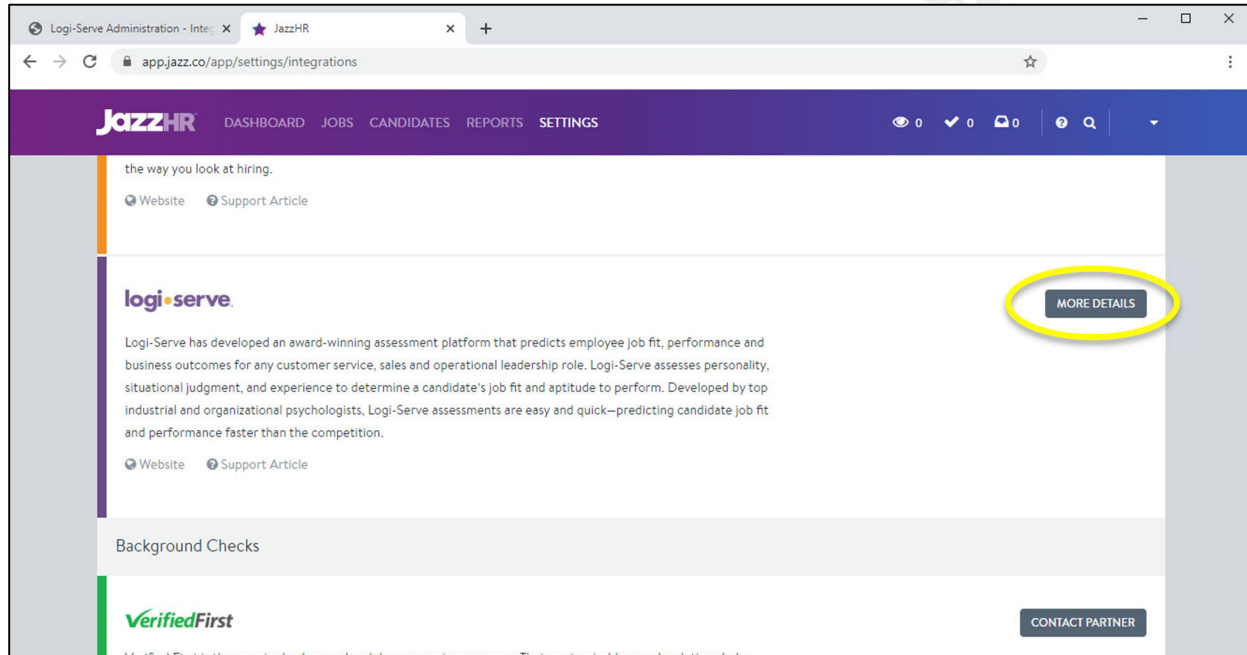 Logi-Serve Administration - Integ
JazzHR
app.jazz.co/app/settings/integrations
JazzHR DASHBOARD JOBS CANDIDATES REPORTS SETTINGS 0 0 0
the way you look at hiring.
Website Support Article
logi•serve.
MORE DETAILS
Logi-Serve has developed an award-winning assessment platform that predicts employee job fit, performance and
business outcomes for any customer service, sales and operational leadership role. Logi-Serve assesses personality,
situational judgment, and experience to determine a candidate's job fit and aptitude to perform. Developed by top
industrial and organizational psychologists, Logi-Serve assessments are easy and quick—predicting candidate job fit
and performance faster than the competition.
Website Support Article
Background Checks
VerifiedFirst
CONTACT PARTNER